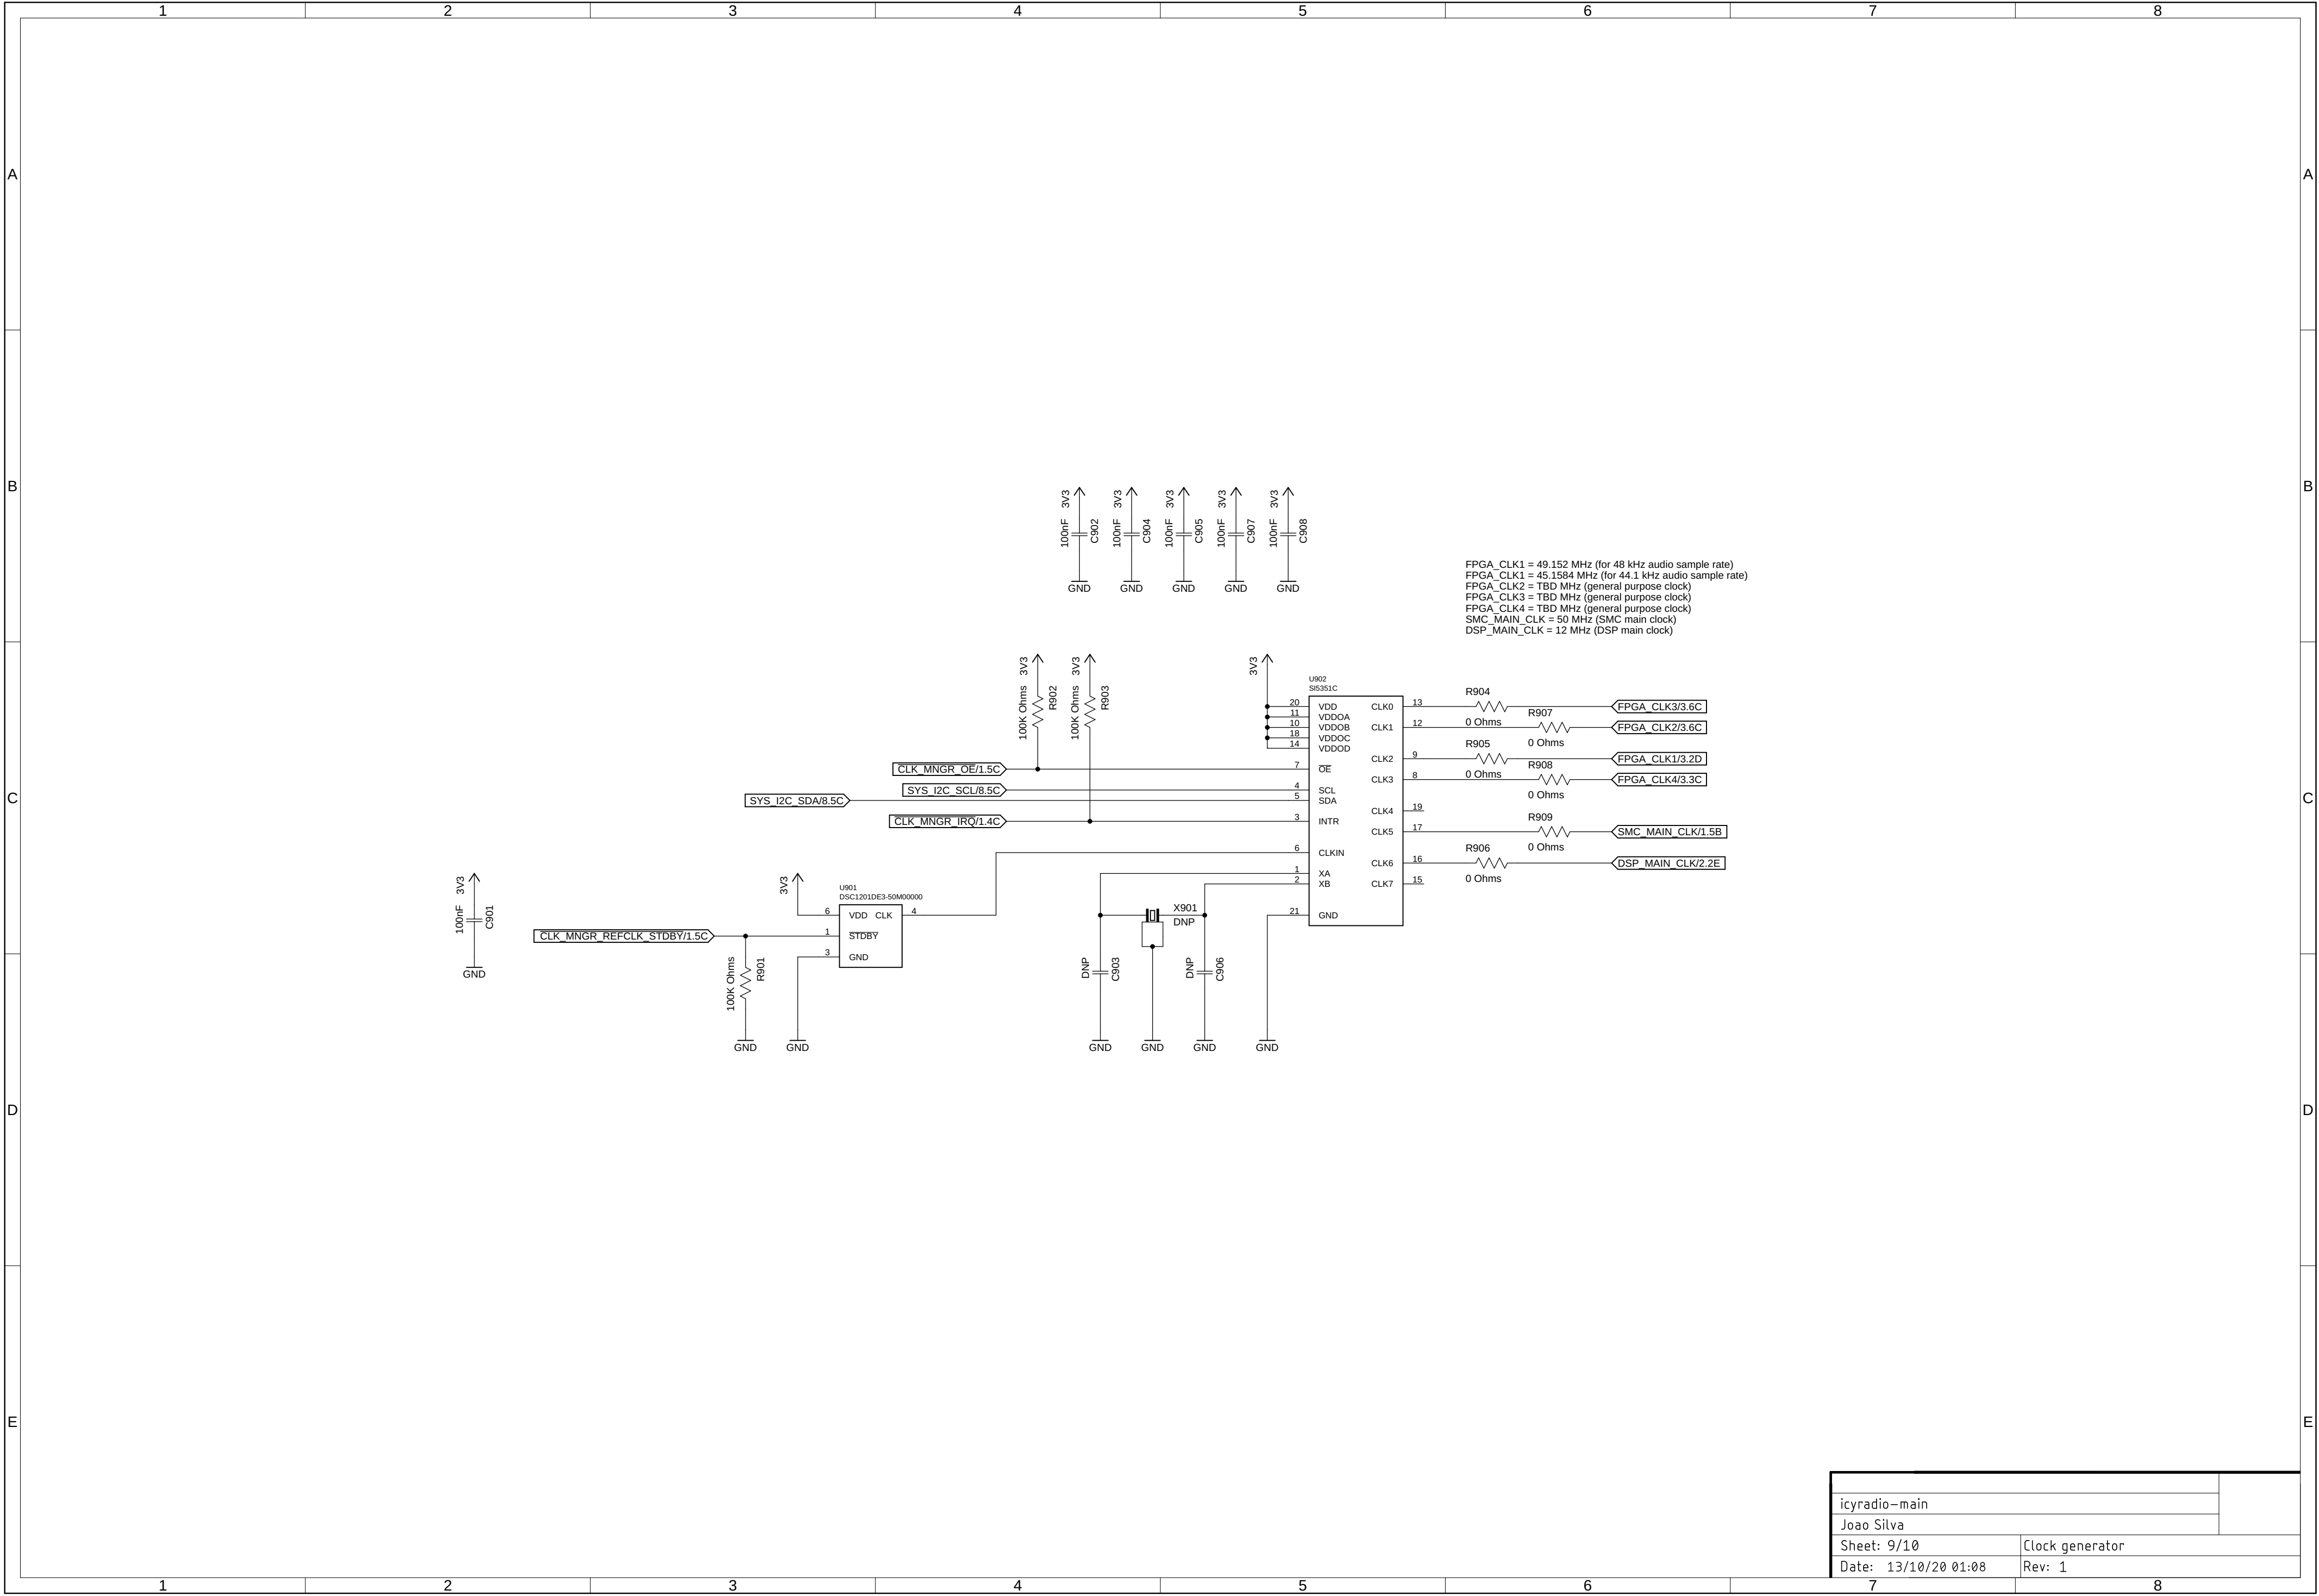 1 2 3 4 5 6 7 8
A A
B B
3V3 3V3 3V3 3V3 3V3
100nF 100nF 100nF 100nF 100nF
C902 C904 C905 C907 C908
GND GND GND GND GND
FPGA_CLK1 = 49.152 MHz (for 48 kHz audio sample rate)
FPGA_CLK1 = 45.1584 MHz (for 44.1 kHz audio sample rate)
FPGA_CLK2 = TBD MHz (general purpose clock)
FPGA_CLK3 = TBD MHz (general purpose clock)
FPGA_CLK4 = TBD MHz (general purpose clock)
SMC_MAIN_CLK = 50 MHz (SMC main clock)
DSP_MAIN_CLK = 12 MHz (DSP main clock)
3V3 3V3 3V3
100K Ohms R902 100K Ohms R903
U902
SI5351C
20 VDD CLK0 13 R904 0 Ohms FPGA_CLK3/3.6C
11 VDDOA
10 VDDOB CLK1 12 R907 0 Ohms FPGA_CLK2/3.6C
18 VDDOC
14 VDDOD
CLK2 9 R905 0 Ohms FPGA_CLK1/3.2D
CLK_MNGR_OE/1.5C 7 OE
CLK3 8 R908 0 Ohms FPGA_CLK4/3.3C
SYS_I2C_SCL/8.5C 4 SCL
SYS_I2C_SDA/8.5C 5 SDA
C C
CLK4 19
CLK_MNGR_IRQ/1.4C 3 INTR
CLK5 17 R909 0 Ohms SMC_MAIN_CLK/1.5B
6 CLKIN
CLK6 16 R906 0 Ohms DSP_MAIN_CLK/2.2E
1 XA
2 XB CLK7 15
21 GND
3V3 100nF C901 GND
3V3
U901
DSC1201DE3-50M00000
6 VDD CLK 4
CLK_MNGR_REFCLK_STDBY/1.5C 1 STDBY
3 GND
100K Ohms R901
X901
DNP
DNP C903 DNP C906
GND GND GND GND GND GND
D D
E E
icyradio-main
Joao Silva
Sheet: 9/10 Clock generator
Date: 13/10/20 01:08 Rev: 1
1 2 3 4 5 6 7 8